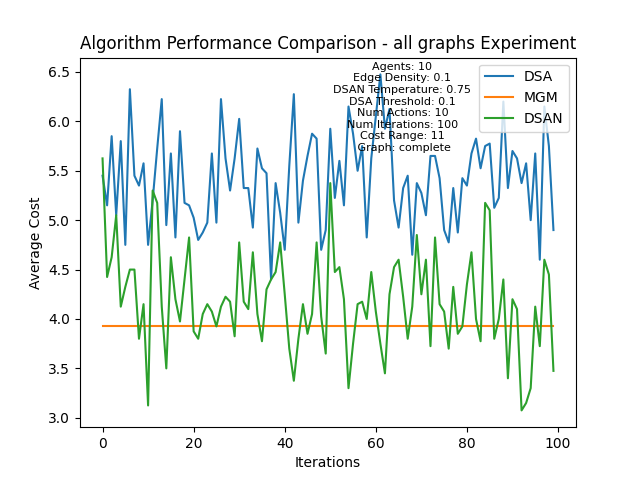 Algorithm Performance Comparison - all graphs Experiment
Agents: 10
Edge Density: 0.1
DSAN Temperature: 0.75
DSA Threshold: 0.1
Num Actions: 10
Num Iterations: 100
Cost Range: 11
Graph: complete
DSA
MGM
DSAN
Average Cost
6.5
6.0
5.5
5.0
4.5
4.0
3.5
3.0
0
20
40
60
80
100
Iterations